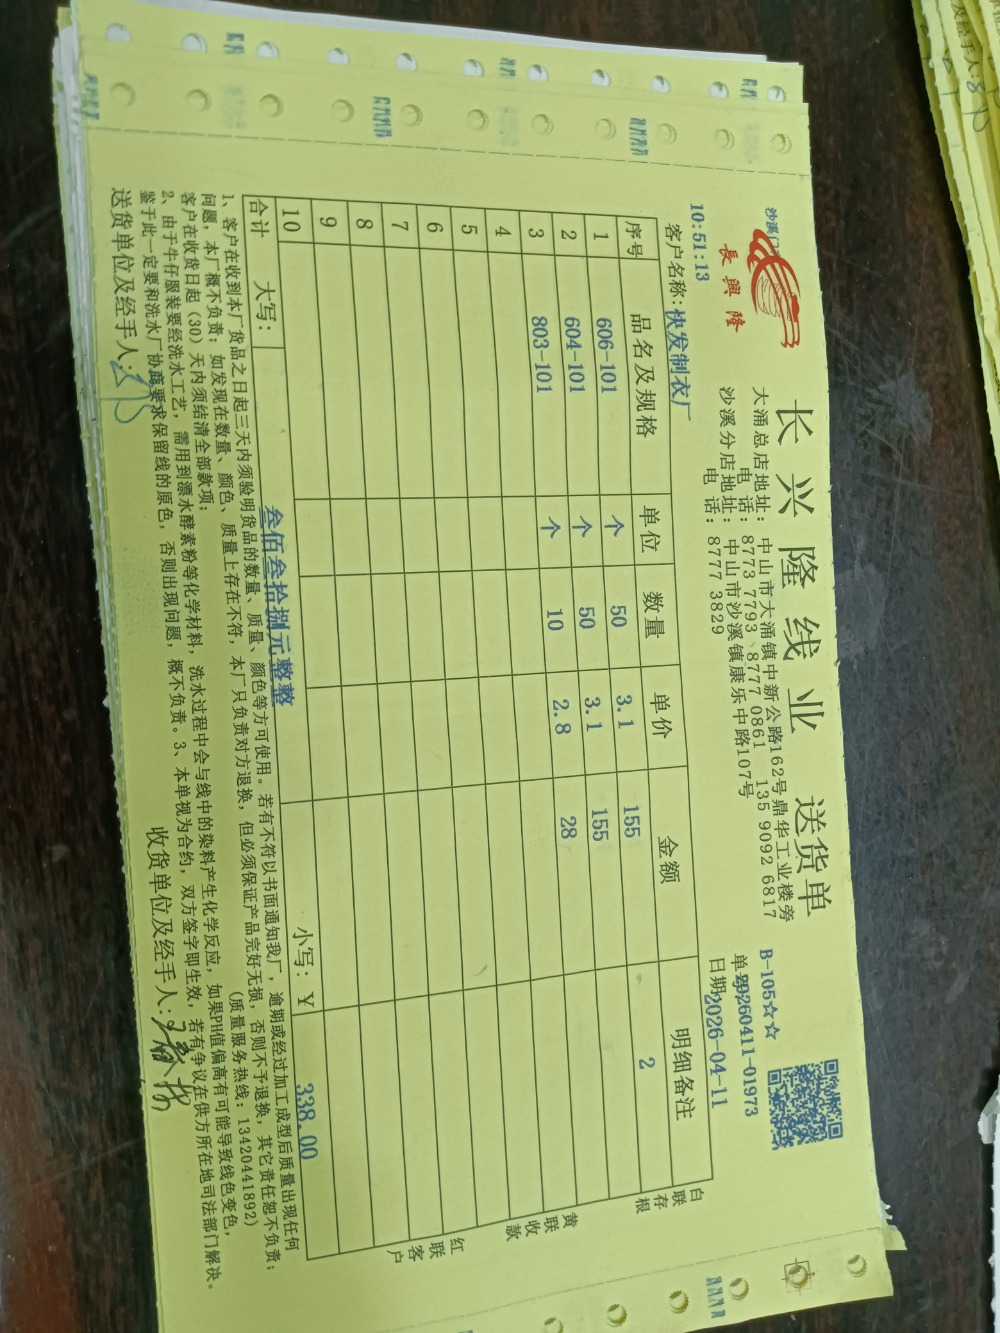 沙溪门
長興隆
长兴隆线业 送货单
大涌总店地址: 中山市大涌镇中新公路162号鼎华工业楼旁
电 话: 8773 7793、8777 0861 135 9092 6817
沙溪分店地址: 中山市沙溪镇康乐中路107号
电 话: 8777 3829
B-105☆☆
单 20260411-01973
日期 2026-04-11
10:51:13
客户名称: 快发制衣厂
序号 品名及规格 单位 数量 单价 金额 明细备注
1 606-101 个 50 3.1 155 2
2 604-101 个 50 3.1 155
3 803-101 个 10 2.8 28
4
5
6
7
8
9
10
合计 大写: 叁佰叁拾捌元整整 小写: Y 338.00
白联存根
黄联收款
红联客户
1、客户在收到本厂货品之日起三天内须验明货品的数量、质量、颜色等方可使用。若有不符以书面通知我厂,逾期或经过加工成型后质量出现任何
问题,本厂概不负责;如发现在数量、颜色、质量上存在不符,本厂只负责对方退换,但必须保证产品完好无损,否则不予退换,其它责任恕不负责;
客户在收货日起(30)天内须结清全部款项; (质量服务热线:13420441892)
2、由于牛仔服装要经洗水工艺,需用到漂水酵素粉等化学材料,洗水过程中会与线中的染料产生化学反应,如果PH值偏高有可能导致线色变色,
鉴于此一定要和洗水厂协商要求保留线的原色,否则出现问题,概不负责。3、本单视为合约,双方签字即生效,若有争议在供方所在地司法部门解决。
送货单位及经手人: 收货单位及经手人:
及经手人: